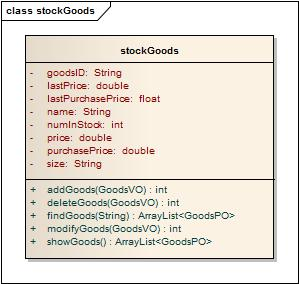 class stockGoods
stockGoods
- goodsID: String
- lastPrice: double
- lastPurchasePrice: float
- name: String
- numInStock: int
- price: double
- purchasePrice: double
- size: String
+ addGoods(GoodsVO) : int
+ deleteGoods(GoodsVO) : int
+ findGoods(String) : ArrayList<GoodsPO>
+ modifyGoods(GoodsVO) : int
+ showGoods() : ArrayList<GoodsPO>